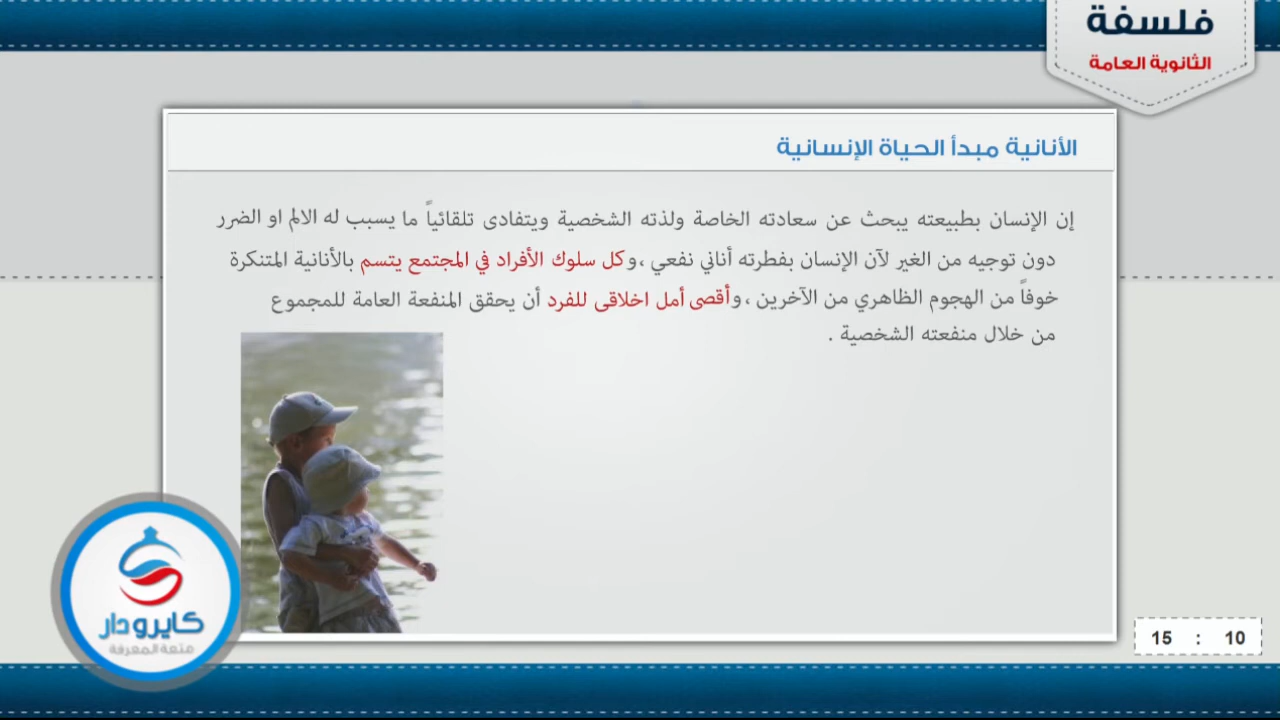 فلسفة
الثانوية العامة
الأنانية مبدأ الحياة الإنسانية
إن الإنسان بطبيعته يبحث عن سعادته الخاصة ولذته الشخصية ويتفادى تلقائياً ما يسبب له الالم او الضرر
دون توجيه من الغير لآن الإنسان بفطرته أناني نفعي ،وكل سلوك الأفراد في المجتمع يتسم بالأنانية المتنكرة
خوفاً من الهجوم الظاهري من الآخرين ،وأقصى أمل اخلاقى للفرد أن يحقق المنفعة العامة للمجموع
من خلال منفعته الشخصية .
كايرودار
متعة المعرفة
15 : 10